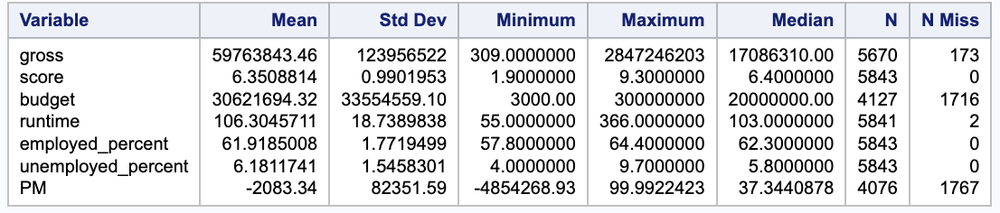 Variable Mean Std Dev Minimum Maximum Median N N Miss
gross 59763843.46 123956522 309.0000000 2847246203 17086310.00 5670 173
score 6.3508814 0.9901953 1.9000000 9.3000000 6.4000000 5843 0
budget 30621694.32 33554559.10 3000.00 300000000 20000000.00 4127 1716
runtime 106.3045711 18.7389838 55.0000000 366.0000000 103.0000000 5841 2
employed_percent 61.9185008 1.7719499 57.8000000 64.4000000 62.3000000 5843 0
unemployed_percent 6.1811741 1.5458301 4.0000000 9.7000000 5.8000000 5843 0
PM -2083.34 82351.59 -4854268.93 99.9922423 37.3440878 4076 1767